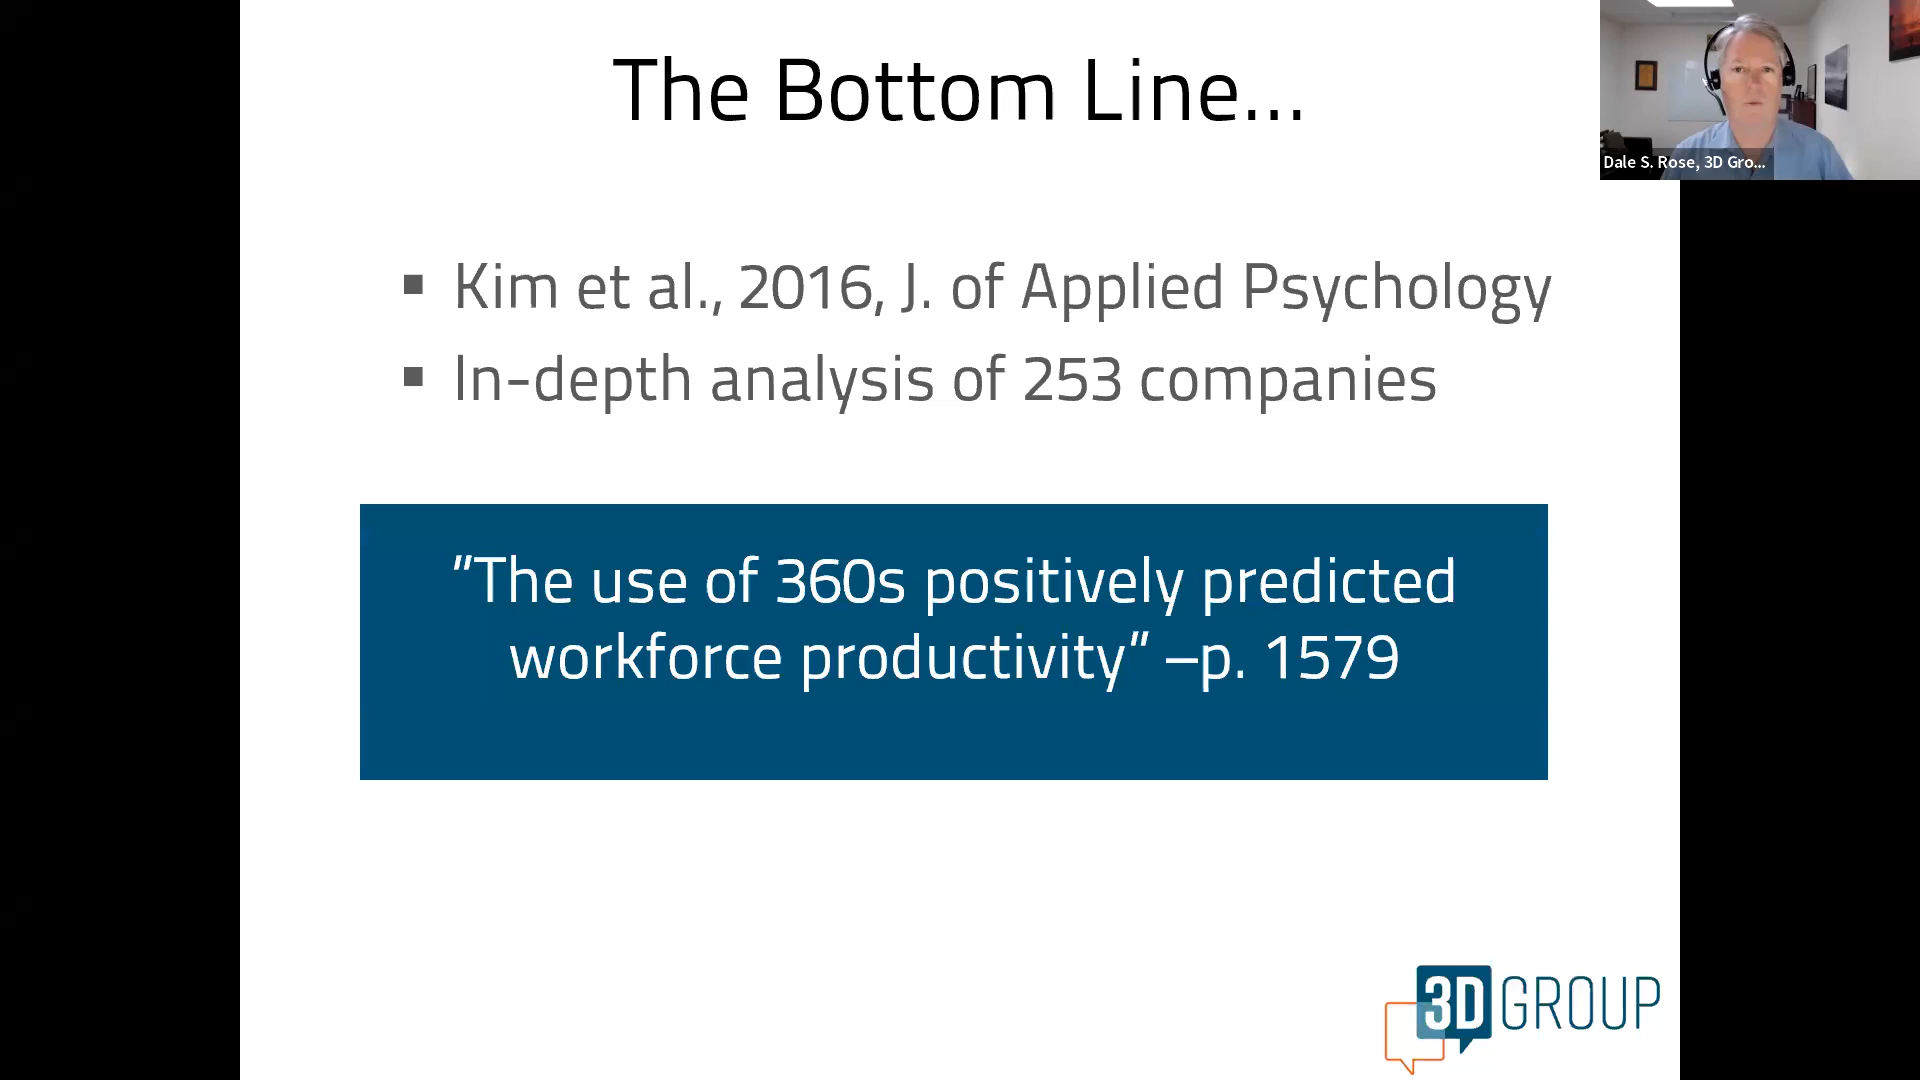 The Bottom Line...
Dale S. Rose, 3D Gro...
▪ Kim et al., 2016, J. of Applied Psychology
▪ In-depth analysis of 253 companies
"The use of 360s positively predicted
workforce productivity" –p. 1579
3D GROUP